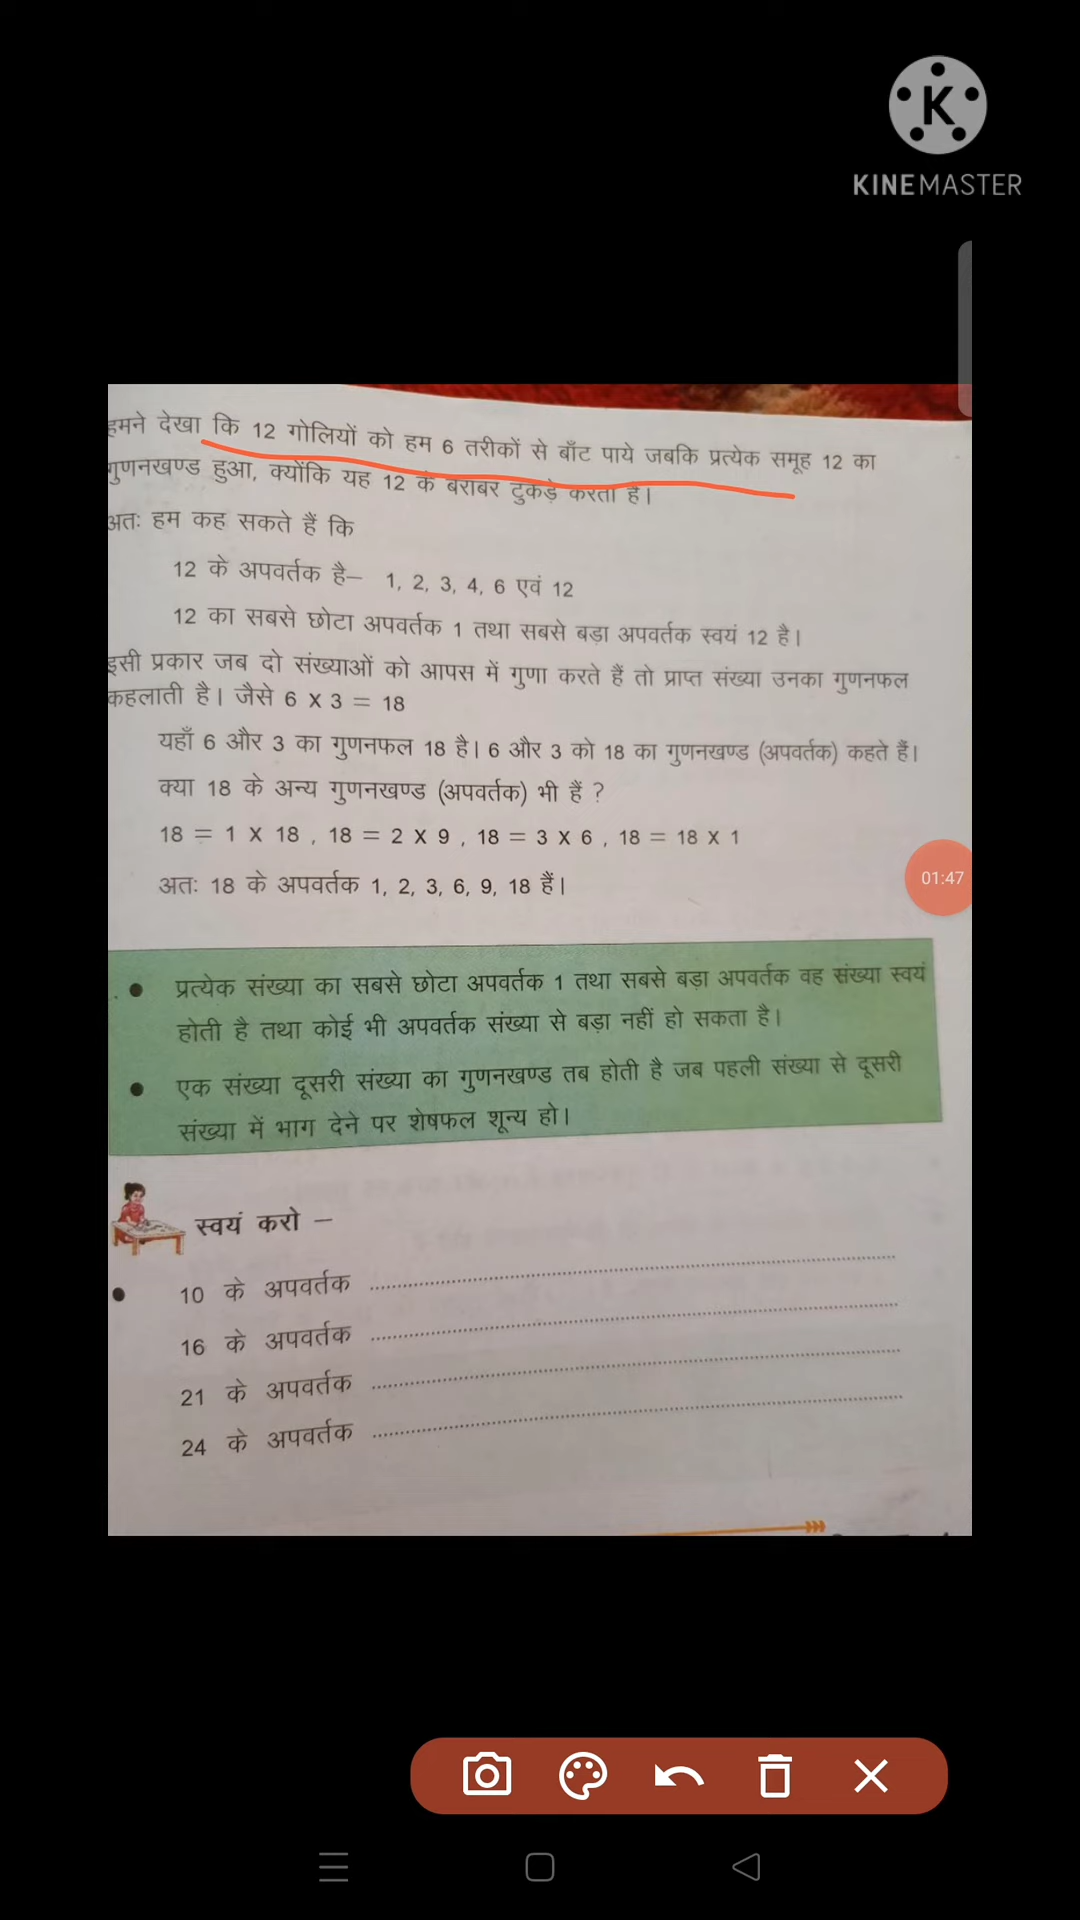 KINEMASTER
हमने देखा कि 12 गोलियों को हम 6 तरीकों से बाँट पाये जबकि प्रत्येक समूह 12 का
गुणनखण्ड हुआ, क्योंकि यह 12 के बराबर टुकड़े करता है।
अतः हम कह सकते हैं कि
12 के अपवर्तक है– 1, 2, 3, 4, 6 एवं 12
12 का सबसे छोटा अपवर्तक 1 तथा सबसे बड़ा अपवर्तक स्वयं 12 है।
इसी प्रकार जब दो संख्याओं को आपस में गुणा करते हैं तो प्राप्त संख्या उनका गुणनफल
कहलाती है। जैसे 6 X 3 = 18
यहाँ 6 और 3 का गुणनफल 18 है। 6 और 3 को 18 का गुणनखण्ड (अपवर्तक) कहते हैं।
क्या 18 के अन्य गुणनखण्ड (अपवर्तक) भी हैं ?
18 = 1 X 18 , 18 = 2 X 9 , 18 = 3 X 6 , 18 = 18 X 1
अतः 18 के अपवर्तक 1, 2, 3, 6, 9, 18 हैं।
01:47
● प्रत्येक संख्या का सबसे छोटा अपवर्तक 1 तथा सबसे बड़ा अपवर्तक वह संख्या स्वयं
होती है तथा कोई भी अपवर्तक संख्या से बड़ा नहीं हो सकता है।
● एक संख्या दूसरी संख्या का गुणनखण्ड तब होती है जब पहली संख्या से दूसरी
संख्या में भाग देने पर शेषफल शून्य हो।
स्वयं करो –
● 10 के अपवर्तक ....................
16 के अपवर्तक ....................
21 के अपवर्तक ....................
24 के अपवर्तक ....................